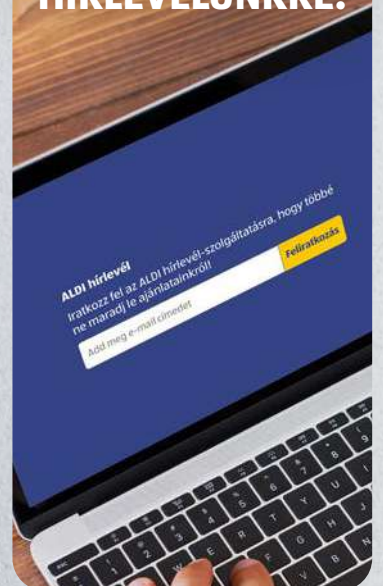 HÍRLEVELÜNKRE!
ALDI hírlevél
Iratkozz fel az ALDI hírlevél-szolgáltatásra, hogy többé
ne maradj le ajánlatainkról!
Add meg e-mail címedet
Feliratkozás